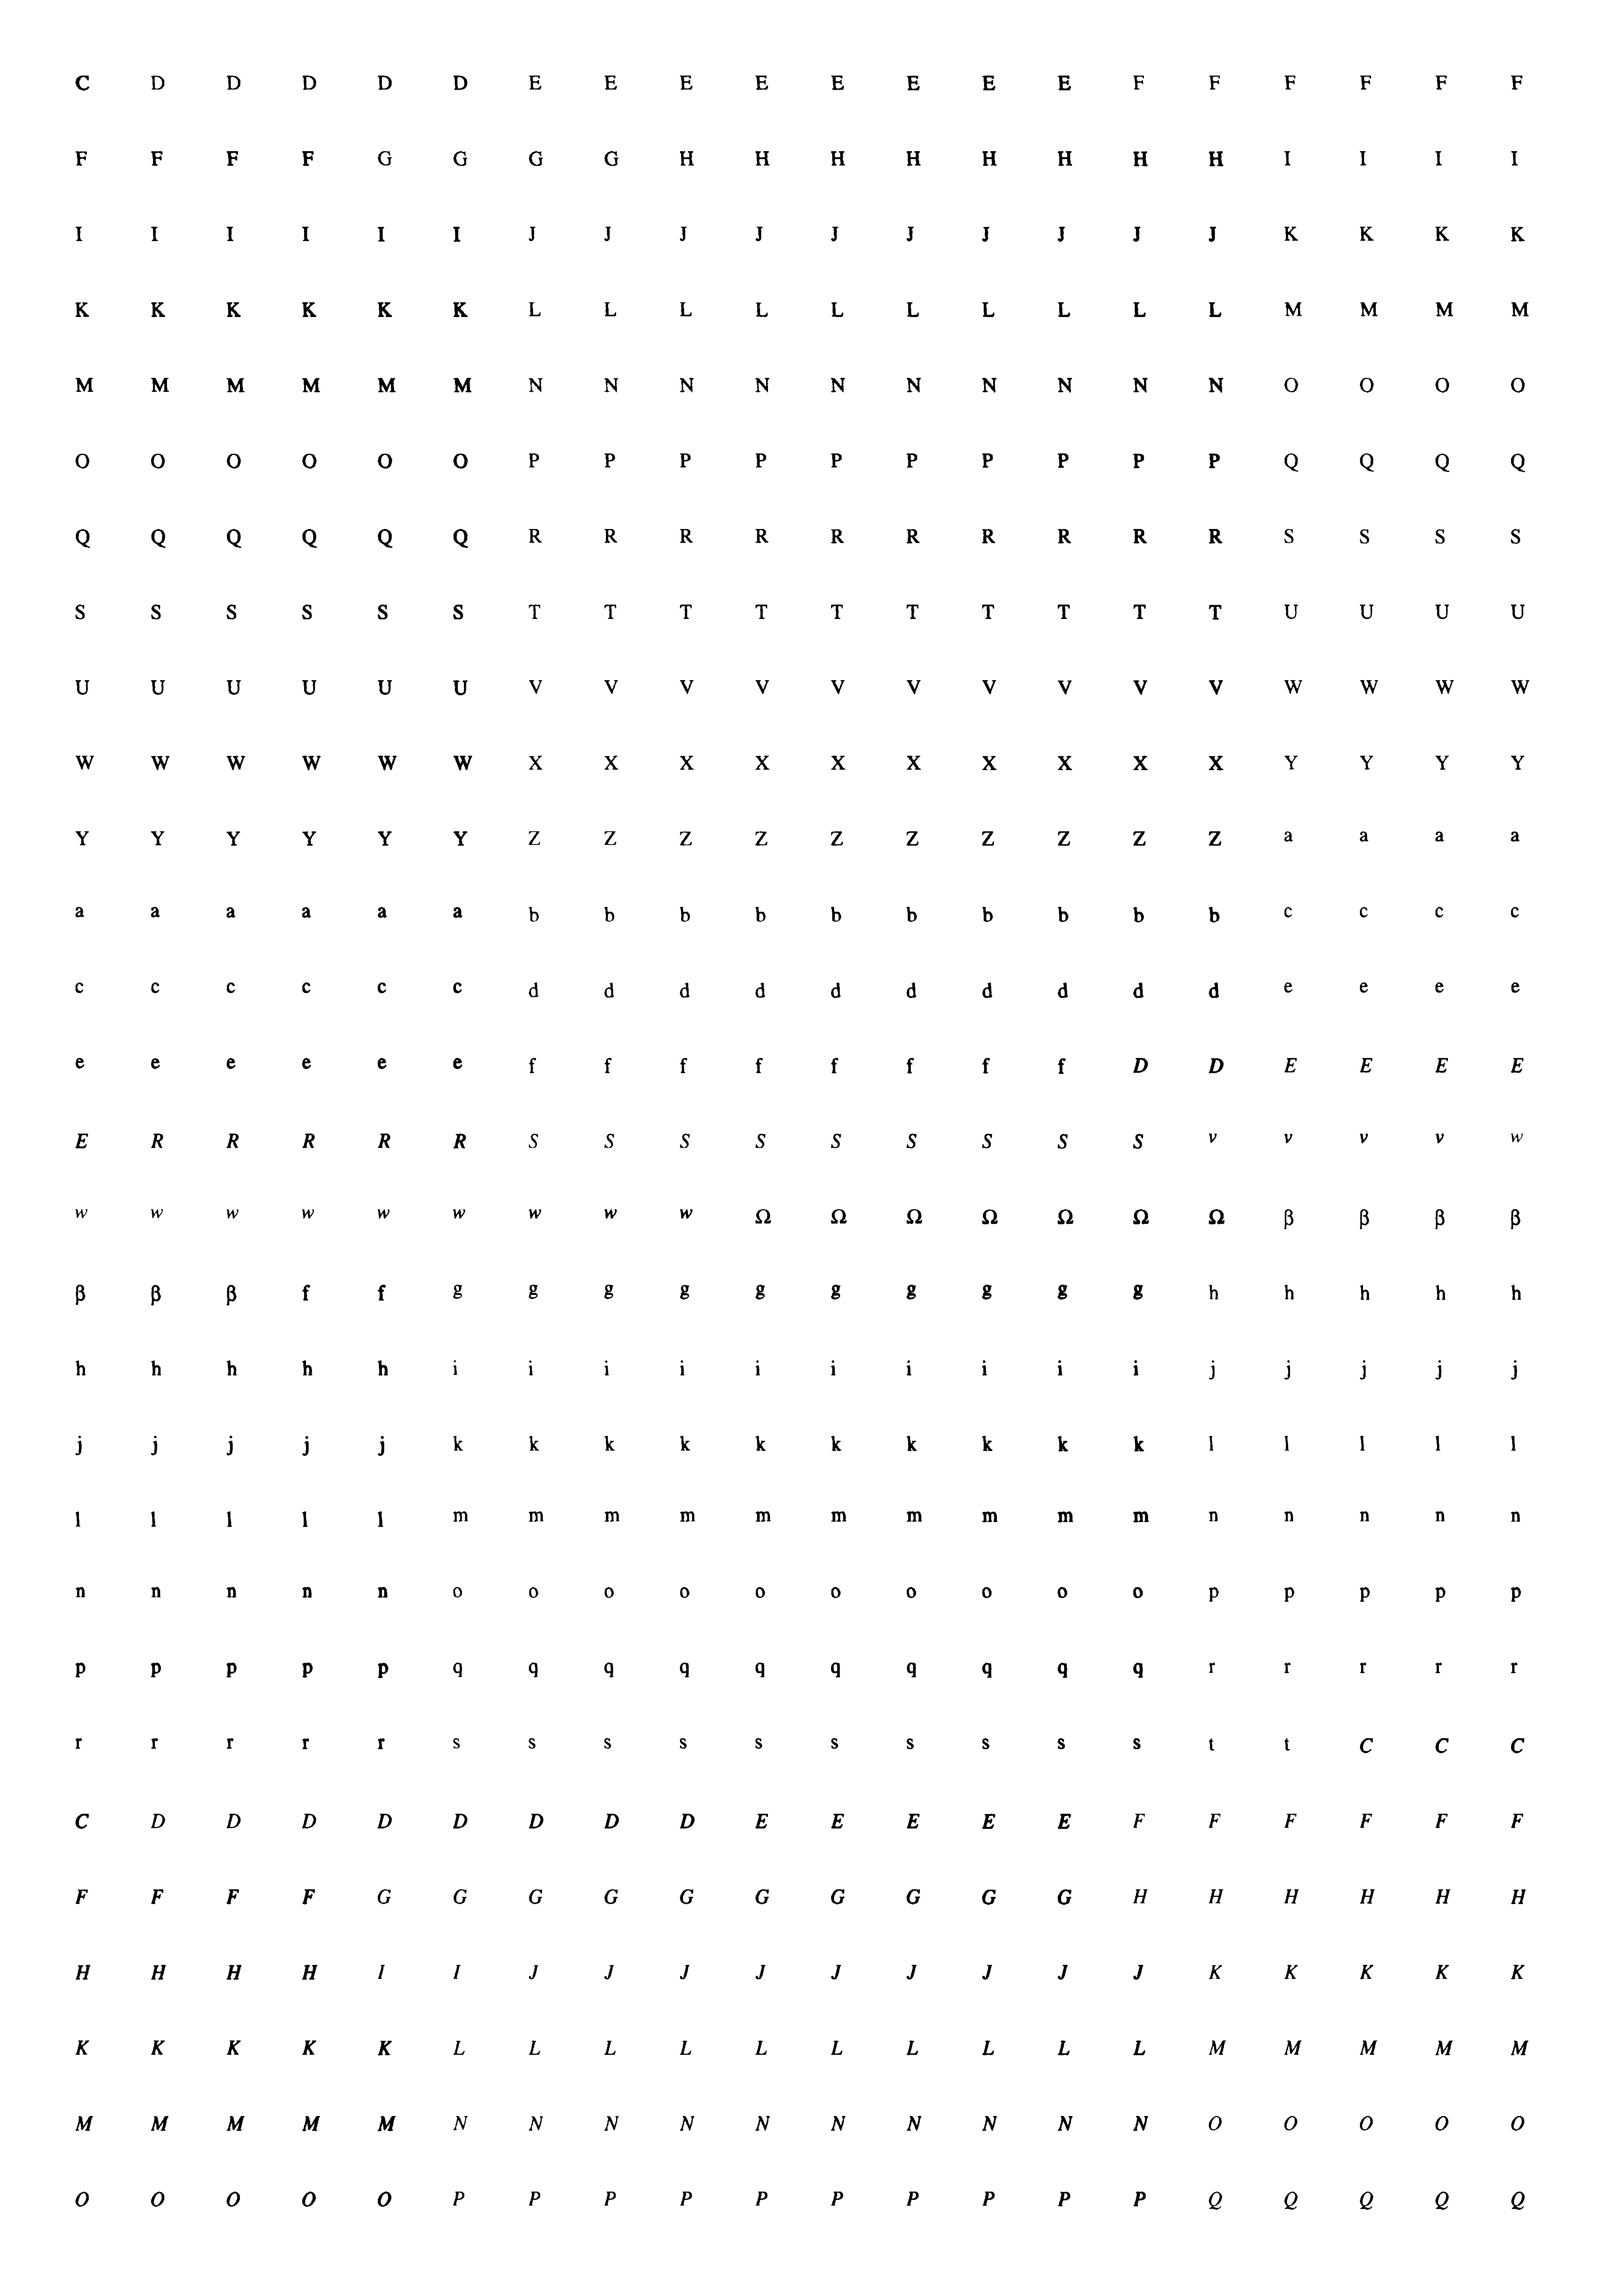 C D D D D D E E E E E E E E F F F F F F
F F F F G G G G H H H H H H H H I I I I
I I I I I I J J J J J J J J J J K K K K
K K K K K K L L L L L L L L L L M M M M
M M M M M M N N N N N N N N N N O O O O
O O O O O O P P P P P P P P P P Q Q Q Q
Q Q Q Q Q Q R R R R R R R R R R S S S S
S S S S S S T T T T T T T T T T U U U U
U U U U U U V V V V V V V V V V W W W W
W W W W W W X X X X X X X X X X Y Y Y Y
Y Y Y Y Y Y Z Z Z Z Z Z Z Z Z Z a a a a
a a a a a a b b b b b b b b b b c c c c
c c c c c c d d d d d d d d d d e e e e
e e e e e e f f f f f f f f D D E E E E
E R R R R R S S S S S S S S S v v v v w
w w w w w w w w w Ω Ω Ω Ω Ω Ω Ω β β β β
β β β f f g g g g g g g g g g h h h h h
h h h h h i i i i i i i i i i j j j j j
j j j j j k k k k k k k k k k l l l l l
l l l l l m m m m m m m m m m n n n n n
n n n n n o o o o o o o o o o p p p p p
p p p p p q q q q q q q q q q r r r r r
r r r r r s s s s s s s s s s t t C C C
C D D D D D D D D E E E E E F F F F F F
F F F F G G G G G G G G G G H H H H H H
H H H H I I J J J J J J J J J K K K K K
K K K K K L L L L L L L L L L M M M M M
M M M M M N N N N N N N N N N O O O O O
O O O O O P P P P P P P P P P Q Q Q Q Q